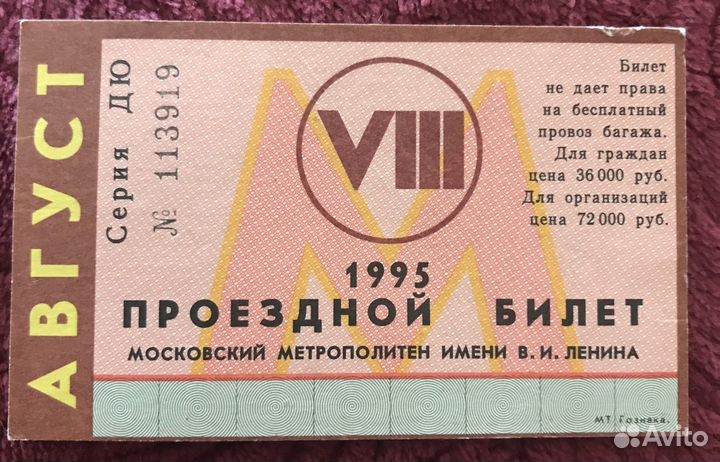 АВГУСТ
Серия ДЮ
№ 113919
VIII
Билет
не дает права
на бесплатный
провоз багажа.
Для граждан
цена 36 000 руб.
Для организаций
цена 72 000 руб.
М
1995
ПРОЕЗДНОЙ БИЛЕТ
МОСКОВСКИЙ МЕТРОПОЛИТЕН ИМЕНИ В. И. ЛЕНИНА
МТ Гознака.
Avito